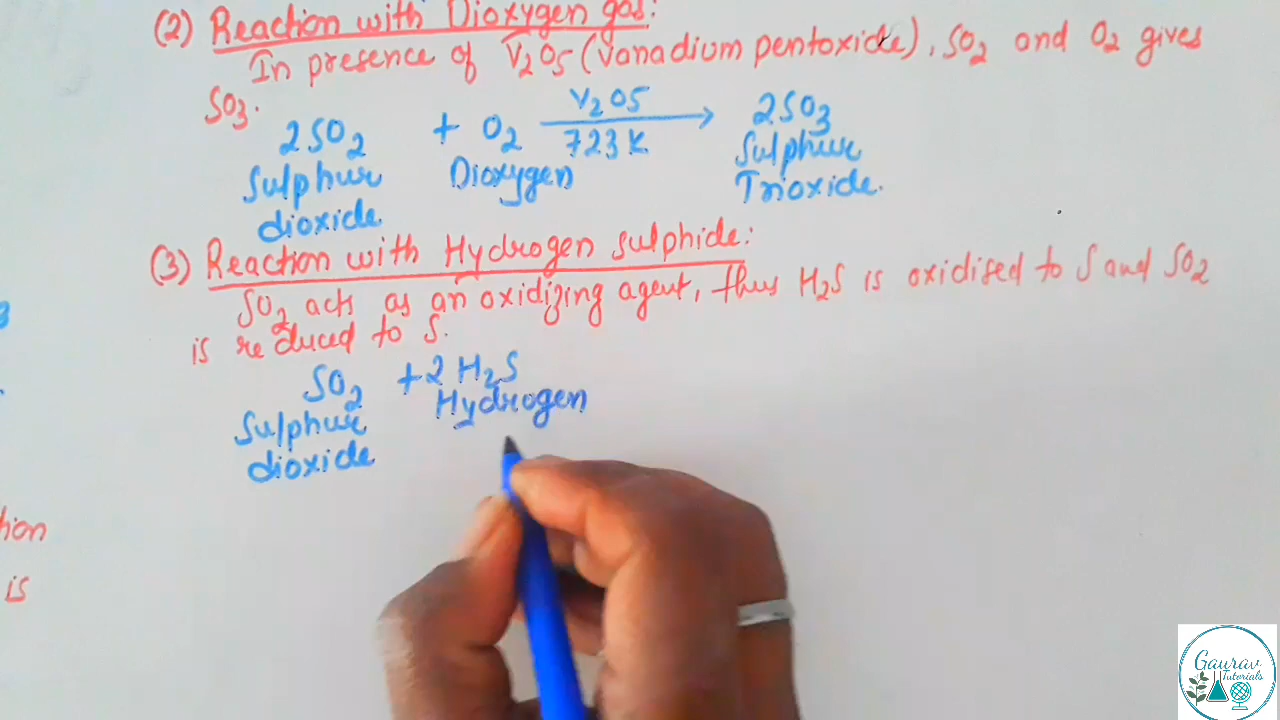 (2) Reaction with Dioxygen gas:
In presence of V2O5 (Vanadium pentoxide), SO2 and O2 gives
SO3.
2SO2 + O2 V2O5 723 K → 2SO3
Sulphur Dioxygen Sulphur
dioxide Trioxide.
(3) Reaction with Hydrogen sulphide:
SO2 acts as an oxidizing agent, thus H2S is oxidised to S and SO2
is reduced to S.
SO2 + 2 H2S
Sulphur Hydrogen
dioxide
is
Gaurav
Tutorials